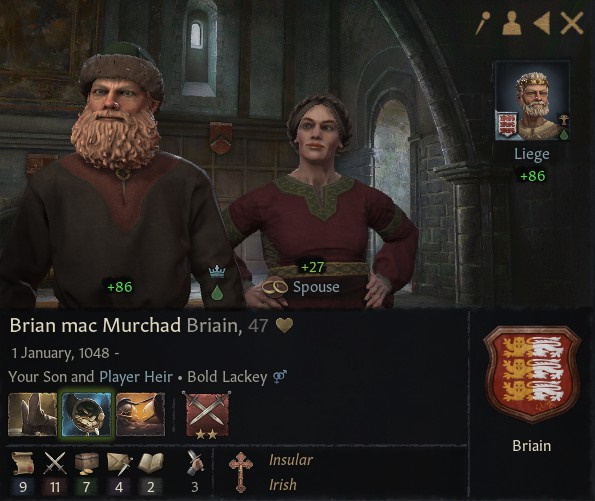 Liege
+86
+27
Spouse
+86
Brian mac Murchad Briain, 47
1 January, 1048 -
Your Son and Player Heir • Bold Lackey
Briain
Insular
Irish
9 11 7 4 2 3